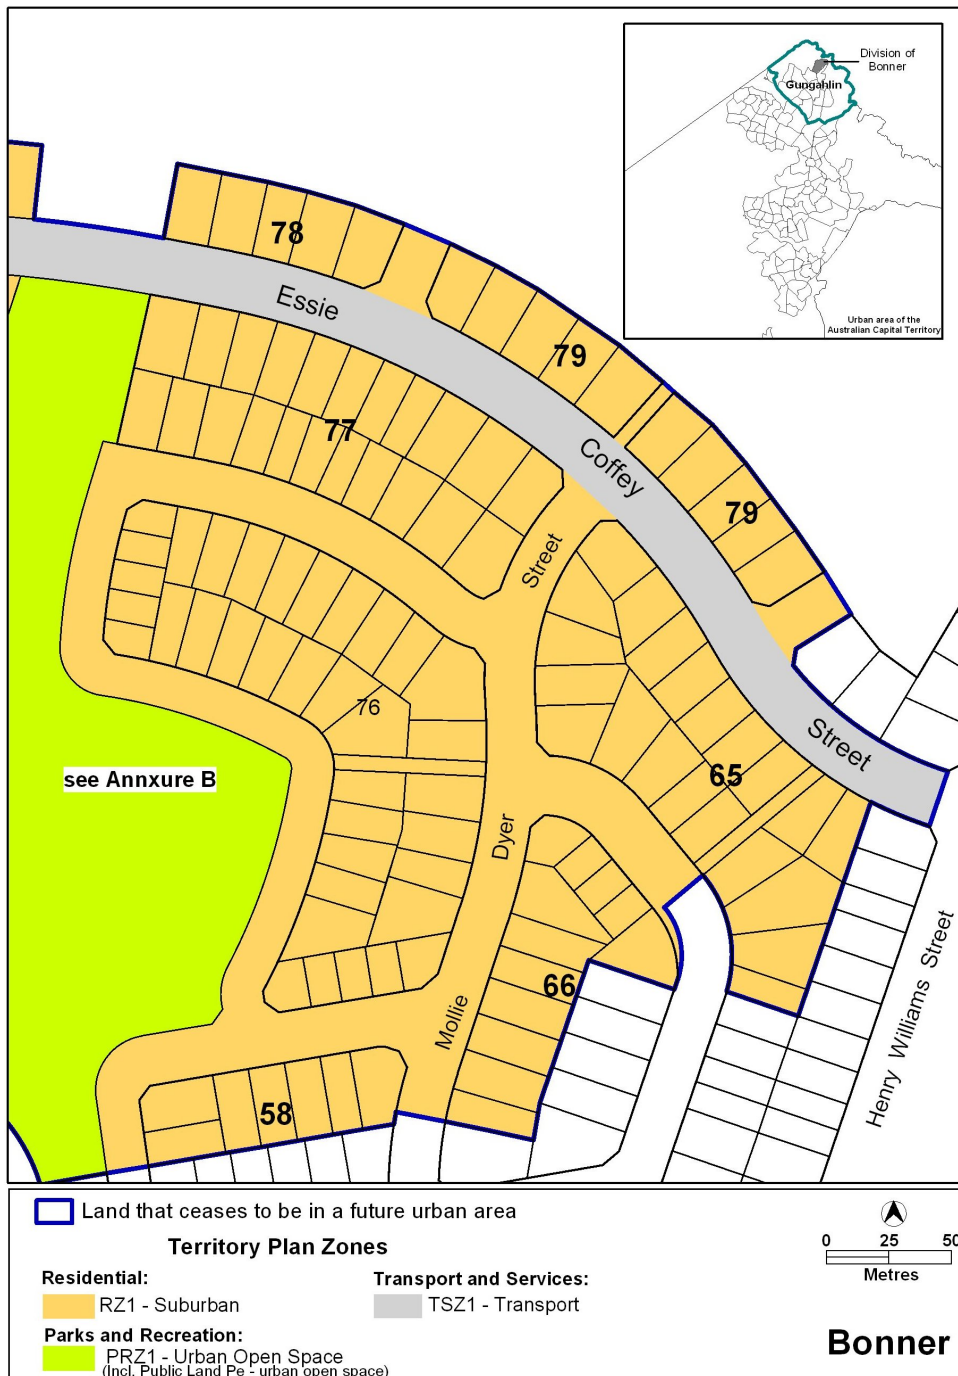 Division of
Bonner
Gungahlin
Urban area of the
Australian Capital Territory
78
Essie
79
77
Coffey
79
Street
76
see Annxure B
65
Street
Dyer
66
Mollie
Henry Williams Street
58
Land that ceases to be in a future urban area
Territory Plan Zones
Residential:
RZ1 - Suburban
Transport and Services:
TSZ1 - Transport
Parks and Recreation:
PRZ1 - Urban Open Space
(Incl. Public Land Pe - urban open space)
0 25 50
Metres
Bonner